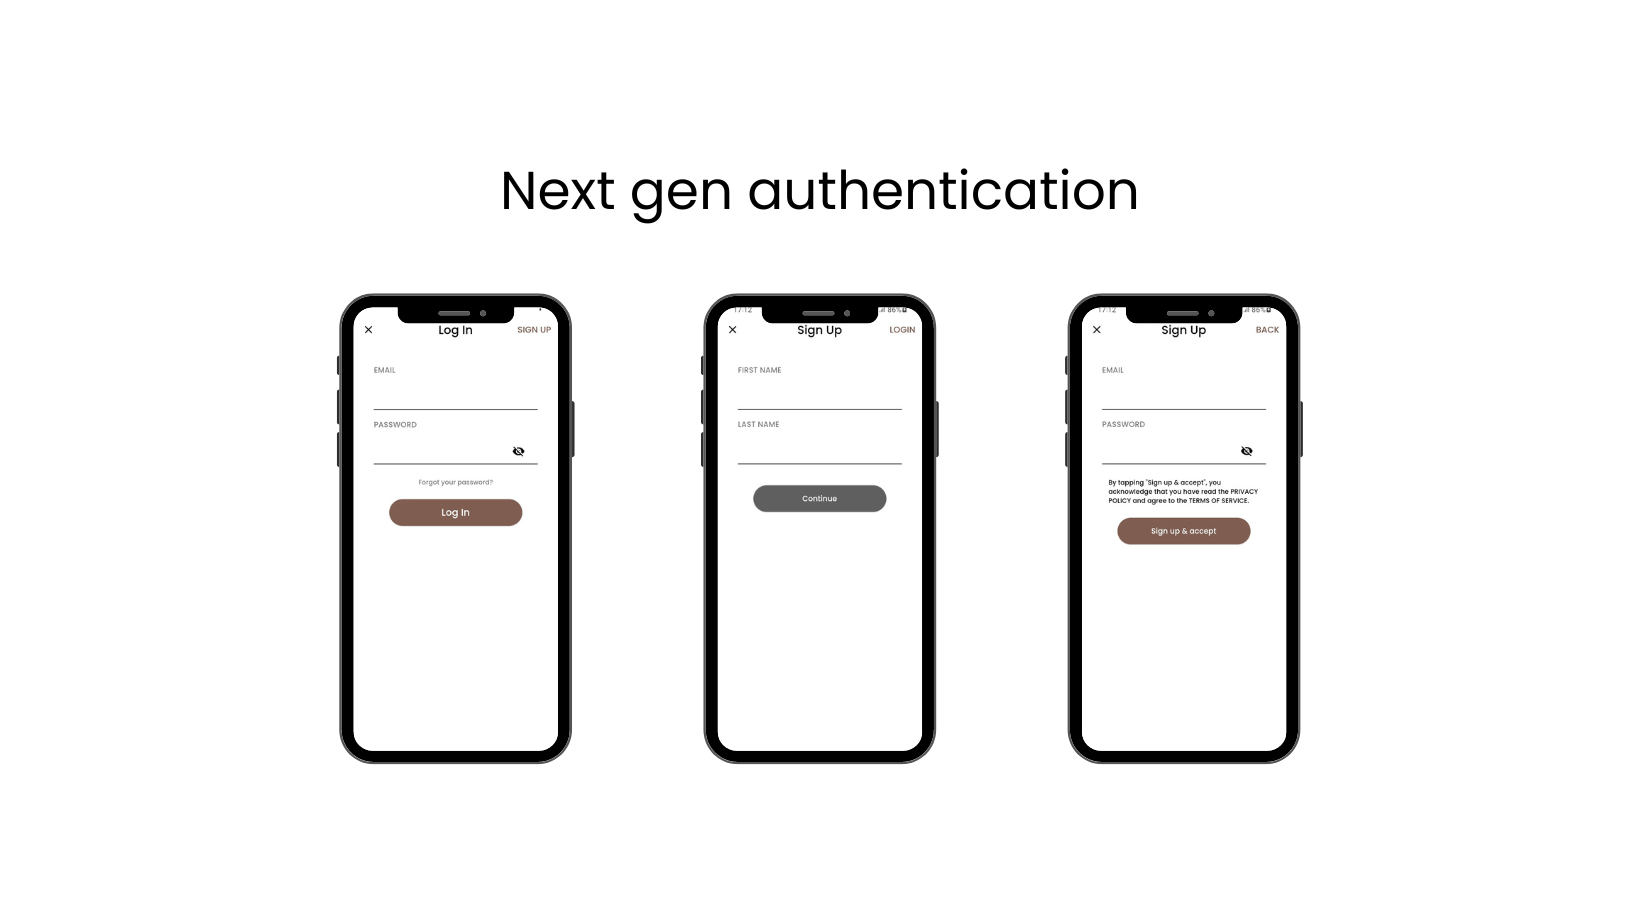 Next gen authentication
Log In
SIGN UP
EMAIL
PASSWORD
Forgot your password?
Log In
17:12
86%
Sign Up
LOGIN
FIRST NAME
LAST NAME
Continue
17:12
86%
Sign Up
BACK
EMAIL
PASSWORD
By tapping "Sign up & accept", you
acknowledge that you have read the PRIVACY
POLICY and agree to the TERMS OF SERVICE.
Sign up & accept